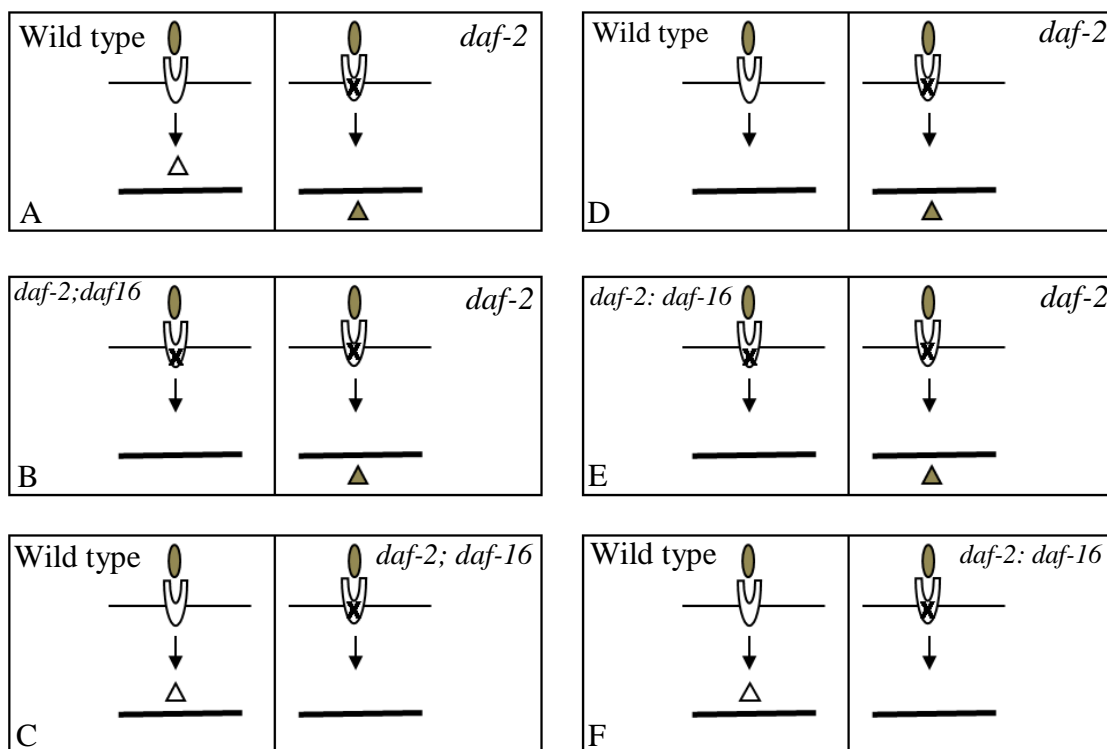 Wild type daf-2
A
Wild type daf-2
D
daf-2;daf16 daf-2
B
daf-2: daf-16 daf-2
E
Wild type daf-2; daf-16
C
Wild type daf-2: daf-16
F